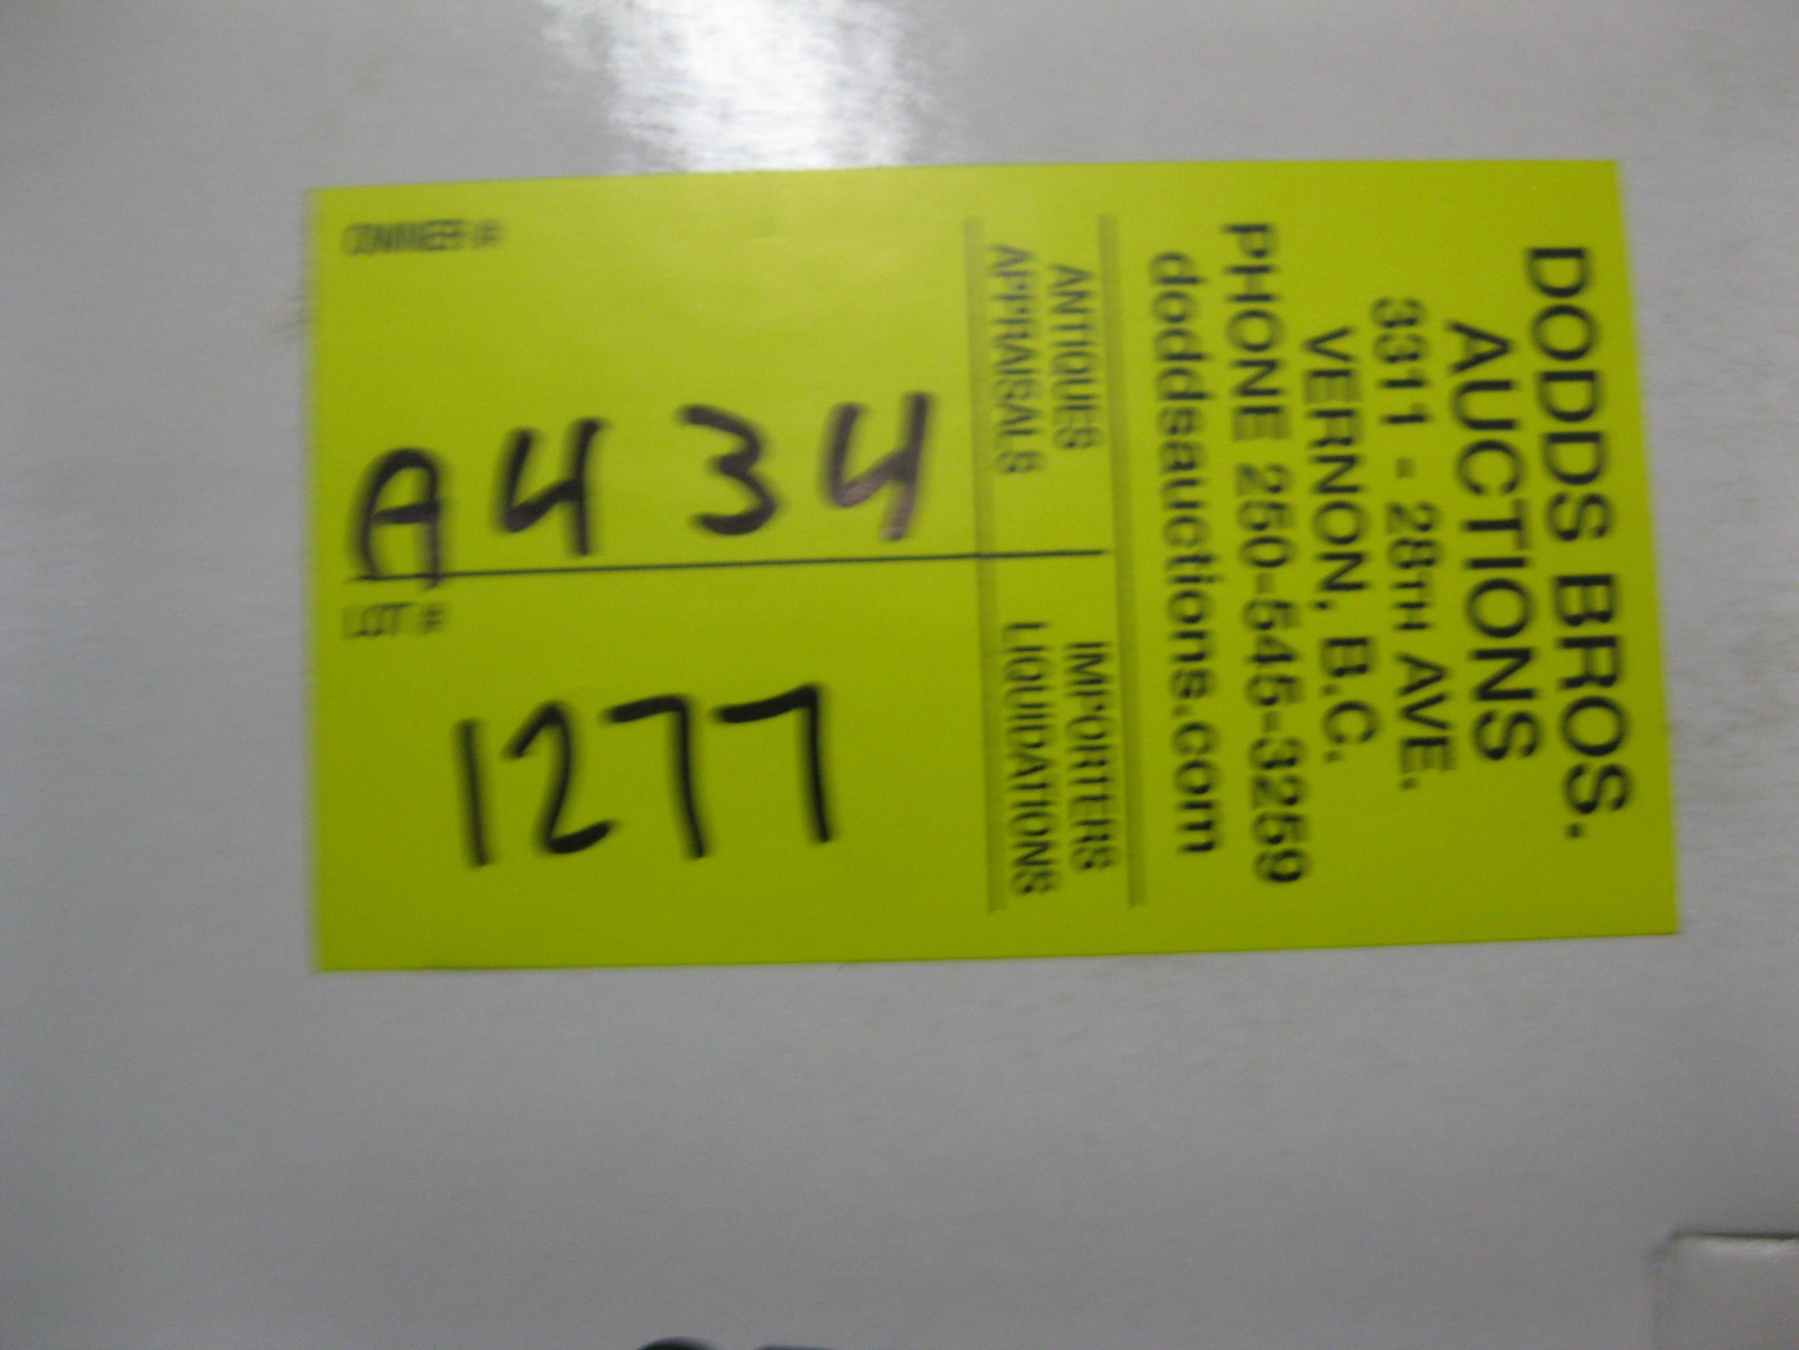 DODDS BROS.
AUCTIONS
3311 - 28TH AVE.
VERNON, B.C.
PHONE 250-545-3259
doddsauctions.com
ANTIQUES IMPORTERS
APPRAISALS LIQUIDATIONS
OWNER #
A434
LOT #
1277